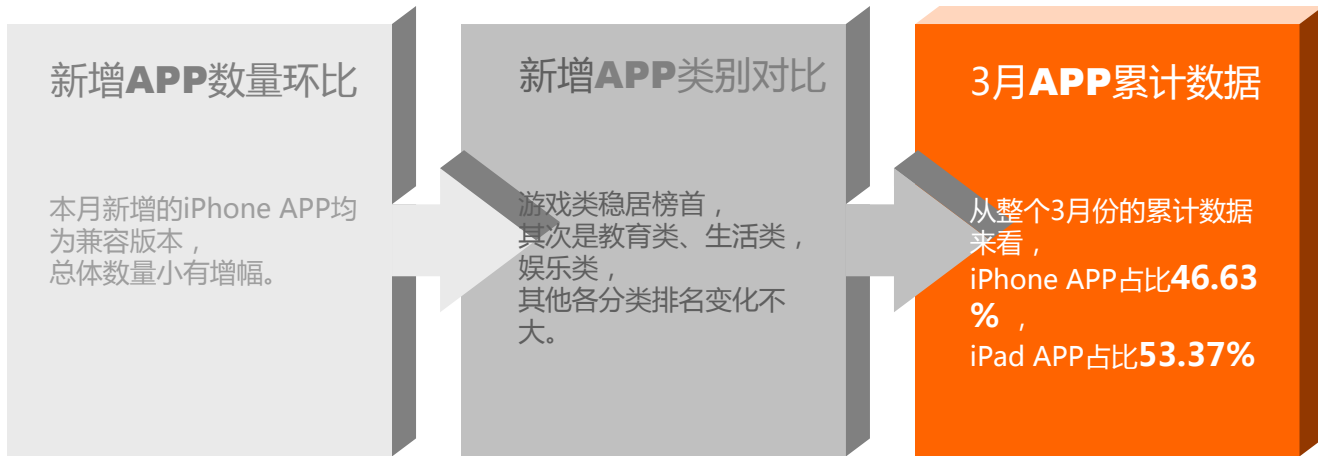 新增APP数量环比
本月新增的iPhone APP均
为兼容版本，
总体数量小有增幅。
新增APP类别对比
游戏类稳居榜首，
其次是教育类、生活类，
娱乐类，
其他各分类排名变化不
大。
3月APP累计数据
从整个3月份的累计数据
来看，
iPhone APP占比46.63
%，
iPad APP占比53.37%